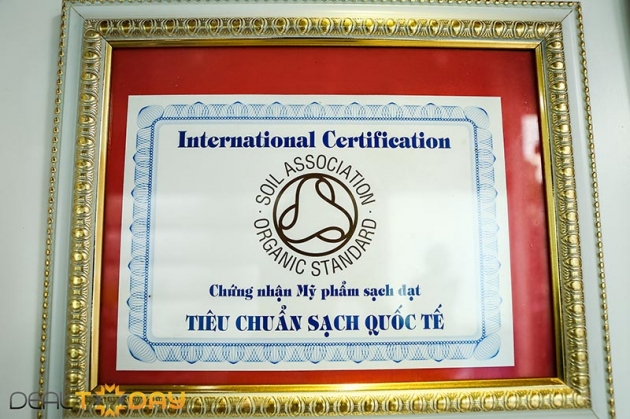 International Certification
· SOIL ASSOCIATION ·
ORGANIC STANDARD
Chứng nhận Mỹ phẩm sạch đạt
TIÊU CHUẨN SẠCH QUỐC TẾ
DEALTODAY